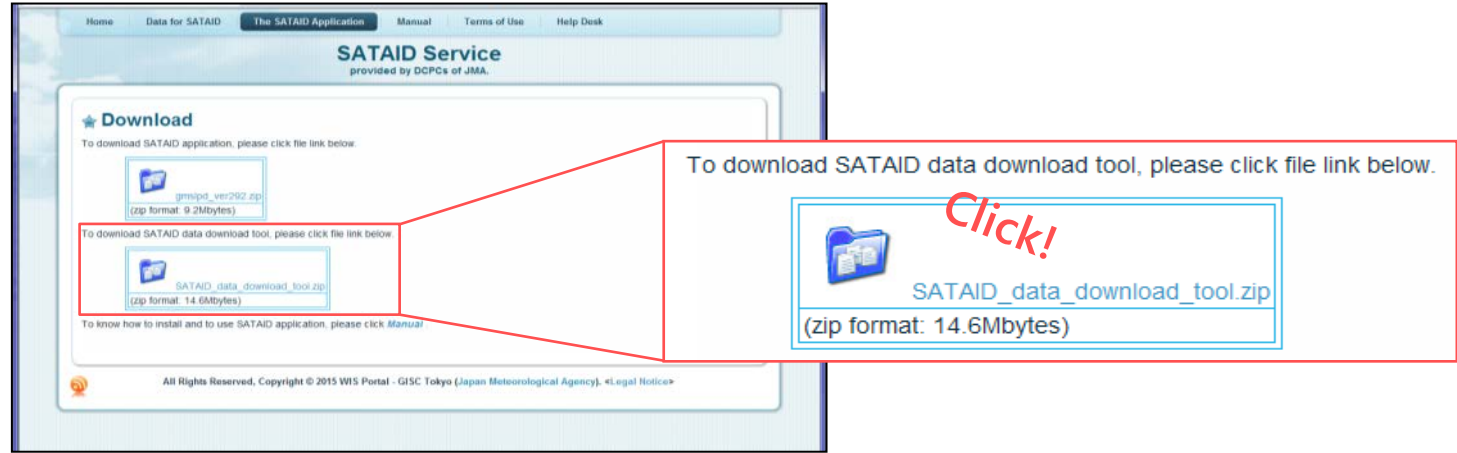 Home Data for SATAID The SATAID Application Manual Terms of Use Help Desk
SATAID Service
provided by DCPCs of JMA.
Download
To download SATAID application, please click file link below.
gmslpd_ver292.zip
(zip format: 9.2Mbytes)
To download SATAID data download tool, please click file link below.
SATAID_data_download_tool.zip
(zip format: 14.6Mbytes)
To know how to install and to use SATAID application, please click Manual
All Rights Reserved, Copyright © 2015 WIS Portal - GISC Tokyo (Japan Meteorological Agency). «Legal Notice»
To download SATAID data download tool, please click file link below.
Click!
SATAID_data_download_tool.zip
(zip format: 14.6Mbytes)